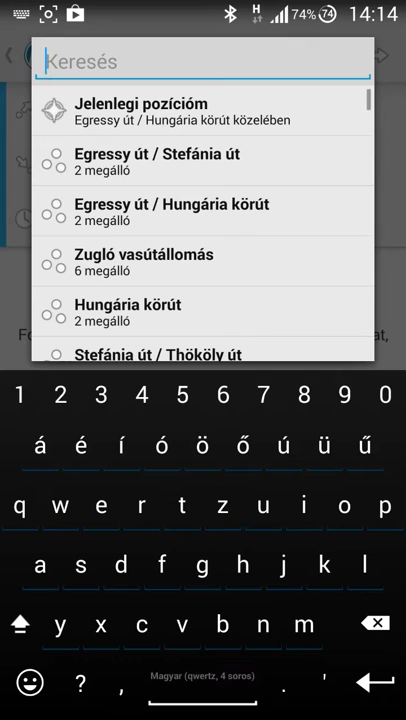 74% 74 14:14
H
Keresés
Jelenlegi pozícióm
Egressy út / Hungária körút közelében
Egressy út / Stefánia út
2 megálló
Egressy út / Hungária körút
2 megálló
Zugló vasútállomás
6 megálló
Hungária körút
2 megálló
Stefánia út / Thököly út
1 2 3 4 5 6 7 8 9 0
á é í ó ö ő ú ü ű
q w e r t z u i o p
a s d f g h j k l
y x c v b n m
? , Magyar (qwertz, 4 soros) . '